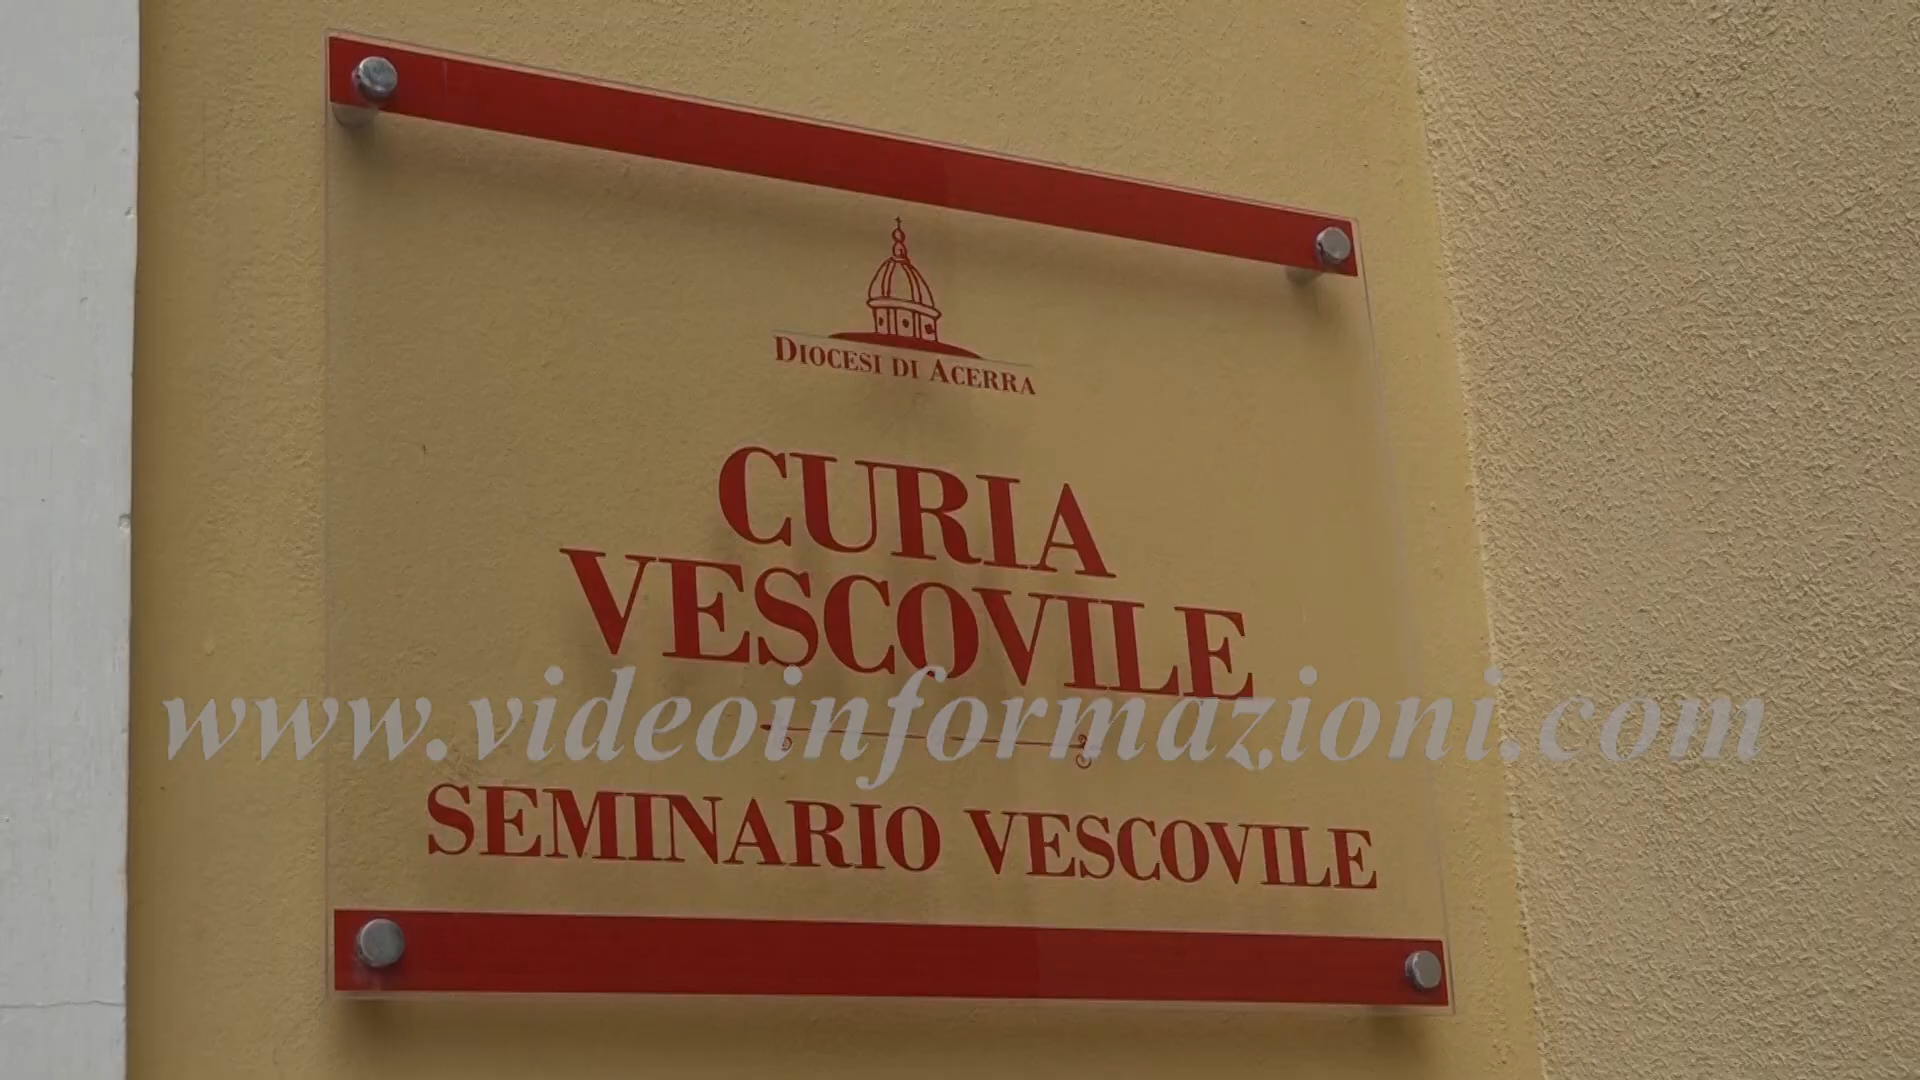 DIOCESI DI ACERRA
CURIA
VESCOVILE
www.videoinformazioni.com
SEMINARIO VESCOVILE